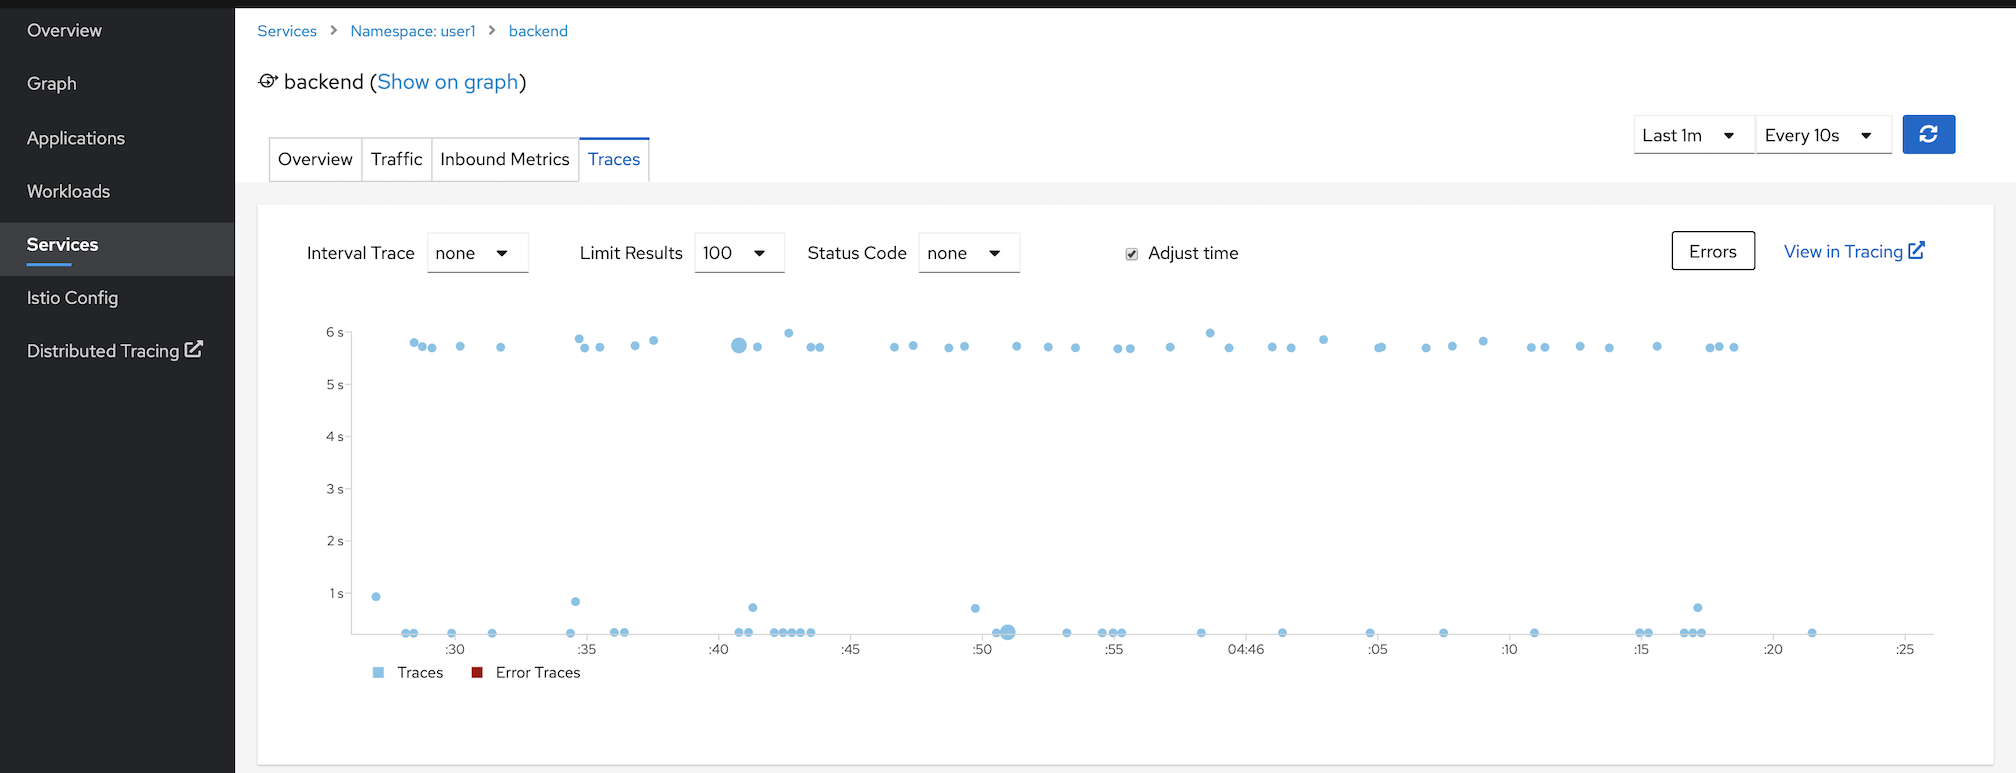 Overview
Graph
Applications
Workloads
Services
Istio Config
Distributed Tracing
Services > Namespace: user1 > backend
backend (Show on graph)
Last 1m Every 10s
Overview Traffic Inbound Metrics Traces
Interval Trace none Limit Results 100 Status Code none Adjust time Errors View in Tracing
6 s
5 s
4 s
3 s
2 s
1 s
:30 :35 :40 :45 :50 :55 04:46 :05 :10 :15 :20 :25
Traces Error Traces